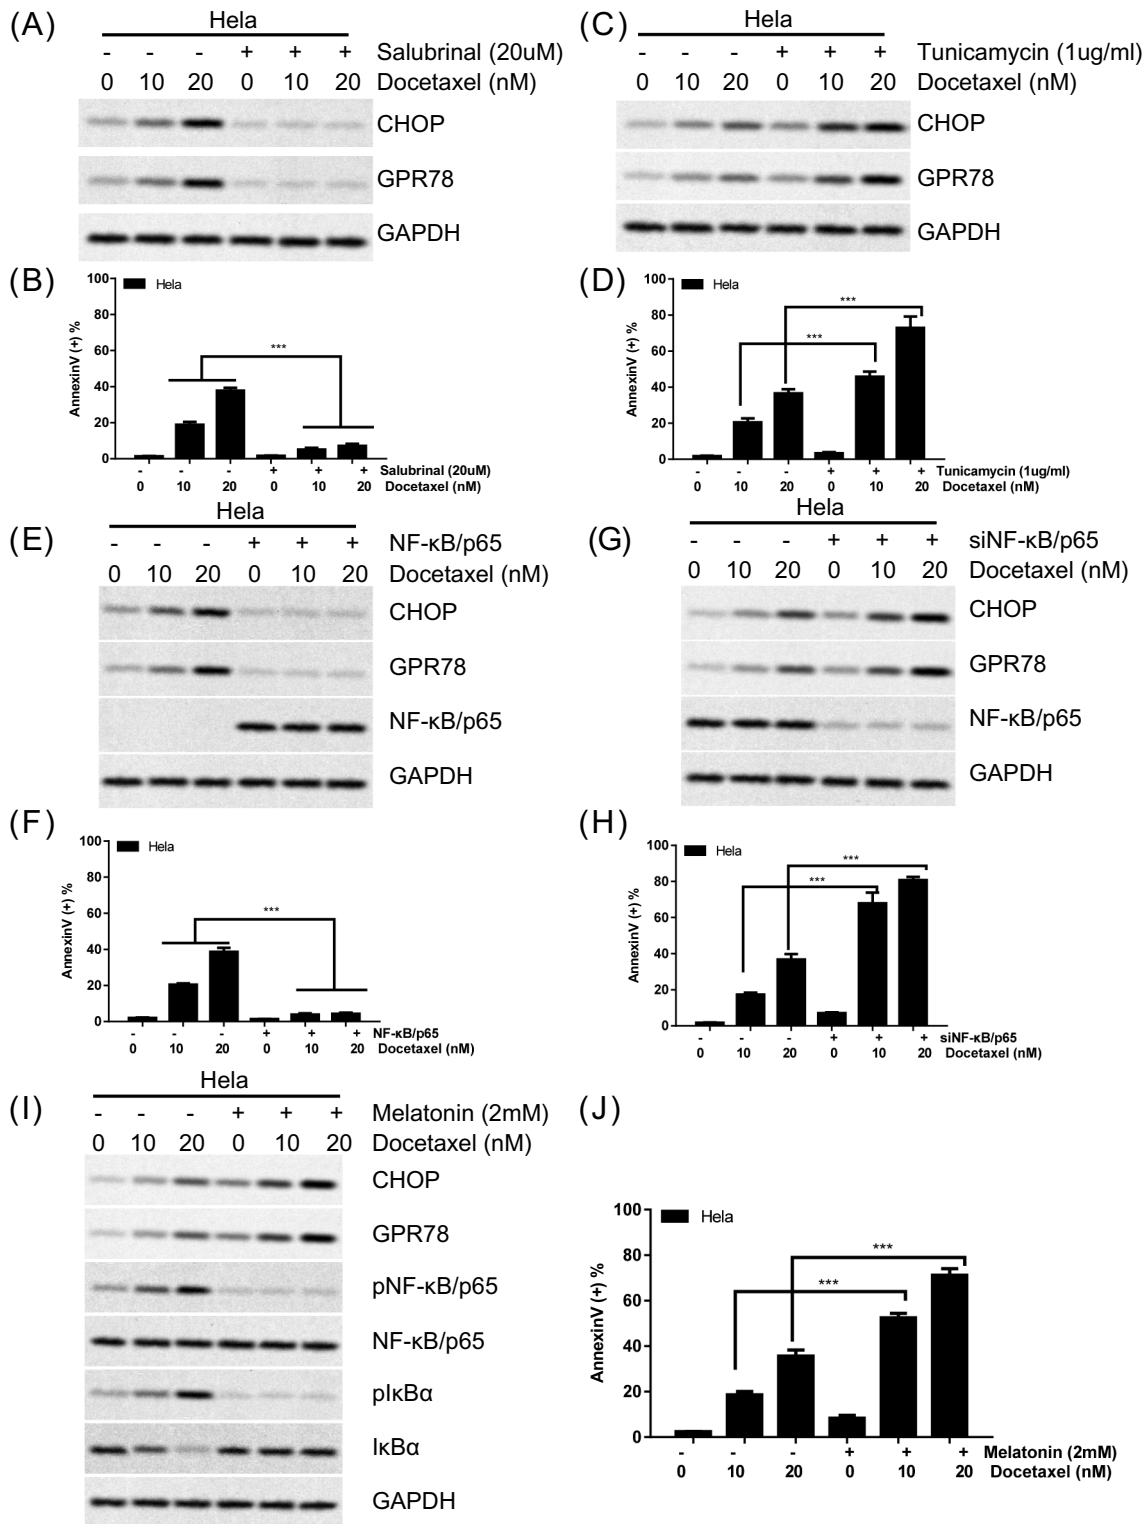 (A)
Hela
- - - + + + Salubrinal (20uM)
0 10 20 0 10 20 Docetaxel (nM)
CHOP
GPR78
GAPDH
(C)
Hela
- - - + + + Tunicamycin (1ug/ml)
0 10 20 0 10 20 Docetaxel (nM)
CHOP
GPR78
GAPDH
(B)
AnnexinV (+) %
100
80
60
40
20
0
Hela
***
- - - + + + Salubrinal (20uM)
0 10 20 0 10 20 Docetaxel (nM)
(D)
AnnexinV (+) %
100
80
60
40
20
0
Hela
***
***
- - - + + + Tunicamycin (1ug/ml)
0 10 20 0 10 20 Docetaxel (nM)
(E)
Hela
- - - + + + NF-κB/p65
0 10 20 0 10 20 Docetaxel (nM)
CHOP
GPR78
NF-κB/p65
GAPDH
(G)
Hela
- - - + + + siNF-κB/p65
0 10 20 0 10 20 Docetaxel (nM)
CHOP
GPR78
NF-κB/p65
GAPDH
(F)
AnnexinV (+) %
100
80
60
40
20
0
Hela
***
- - - + + + NF-κB/p65
0 10 20 0 10 20 Docetaxel (nM)
(H)
AnnexinV (+) %
100
80
60
40
20
0
Hela
***
***
- - - + + + siNF-κB/p65
0 10 20 0 10 20 Docetaxel (nM)
(I)
Hela
- - - + + + Melatonin (2mM)
0 10 20 0 10 20 Docetaxel (nM)
CHOP
GPR78
pNF-κB/p65
NF-κB/p65
pIκBα
IκBα
GAPDH
(J)
AnnexinV (+) %
100
80
60
40
20
0
Hela
***
***
- - - + + + Melatonin (2mM)
0 10 20 0 10 20 Docetaxel (nM)